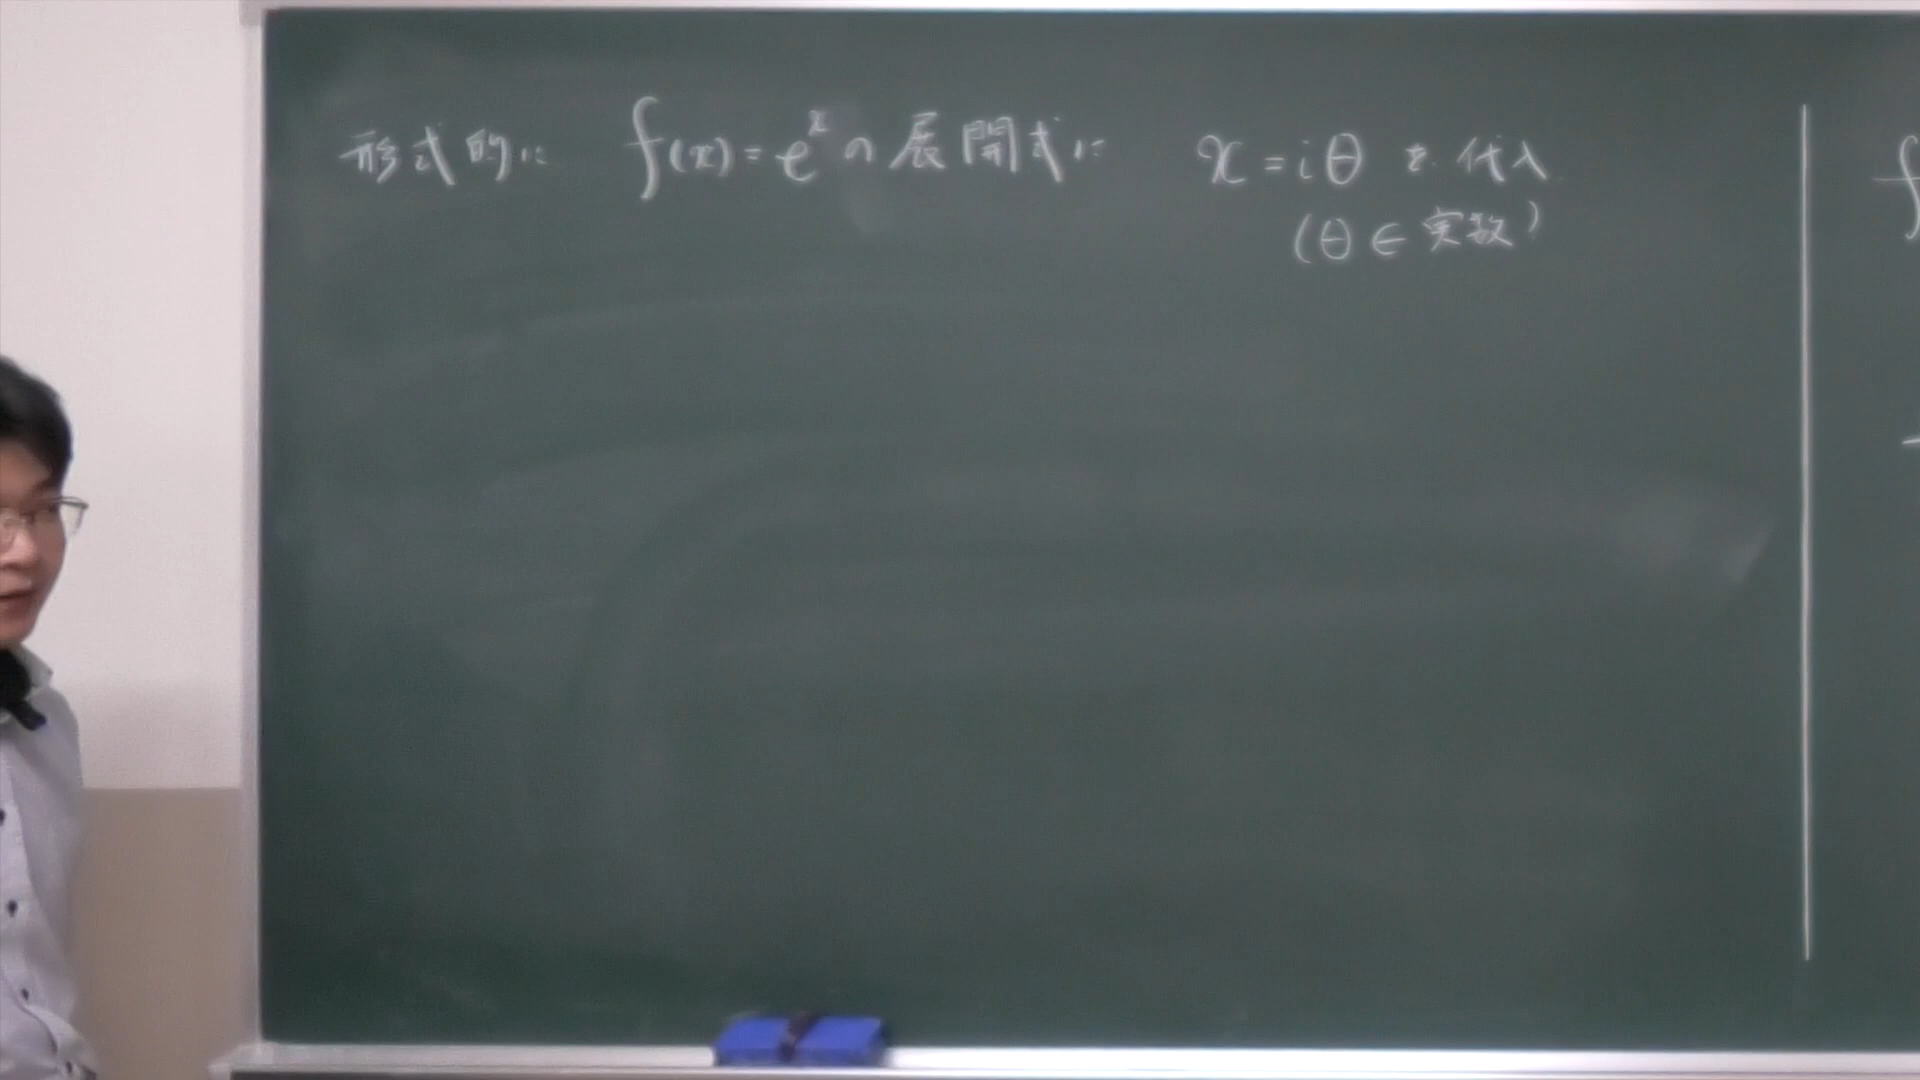 形式的に f(x)=e^x の展開式に x=iθ を代入
(θ∈実数)
f